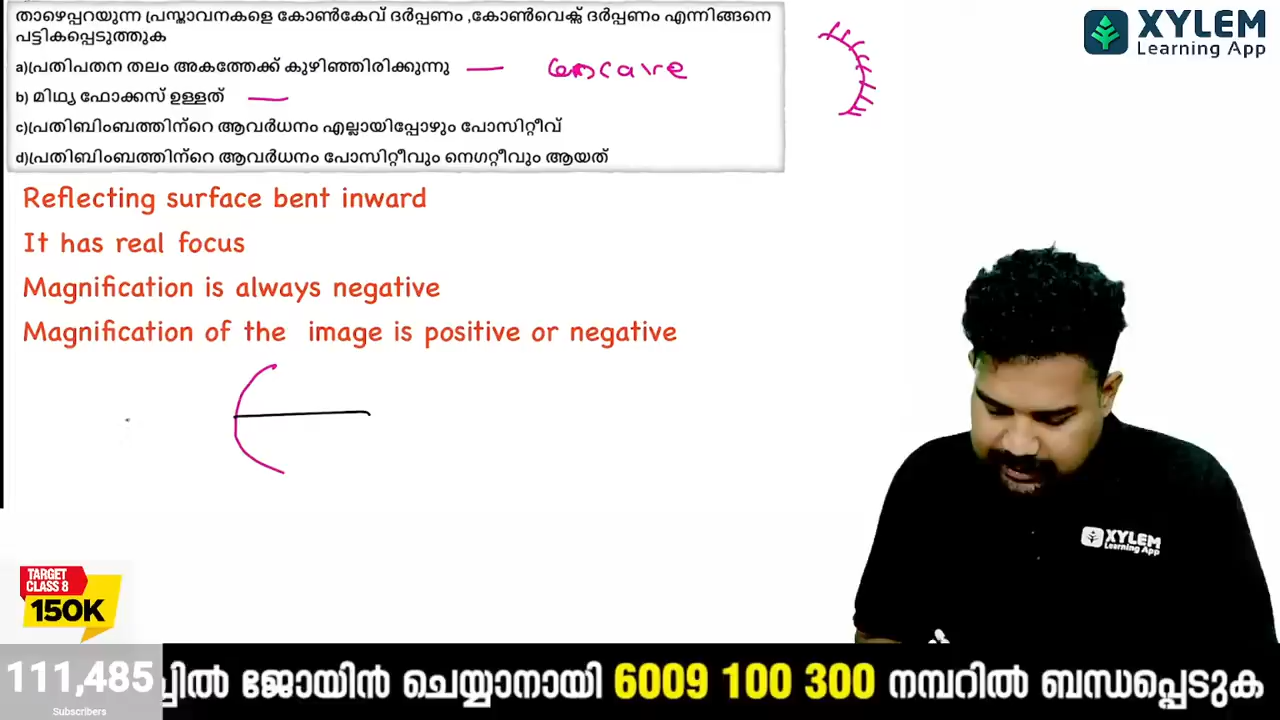 താഴെപ്പറയുന്ന പ്രസ്താവനകളെ കോൺകേവ് ദർപ്പണം ,കോൺവെക്സ് ദർപ്പണം എന്നിങ്ങനെ
പട്ടികപ്പെടുത്തുക
a)പ്രതിപതന തലം അകത്തേക്ക് കുഴിഞ്ഞിരിക്കുന്നു — concave
b) മിഥ്യ ഫോക്കസ് ഉള്ളത് —
c)പ്രതിബിംബത്തിന്റെ ആവർധനം എല്ലായിപ്പോഴും പോസിറ്റീവ്
d)പ്രതിബിംബത്തിന്റെ ആവർധനം പോസിറ്റീവും നെഗറ്റീവും ആയത്
XYLEM
Learning App
Reflecting surface bent inward
It has real focus
Magnification is always negative
Magnification of the image is positive or negative
XYLEM
Learning App
TARGET
CLASS 8
150K
111,485
Subscribers
ജോയിൻ ചെയ്യാനായി 6009 100 300 നമ്പറിൽ ബന്ധപ്പെടുക